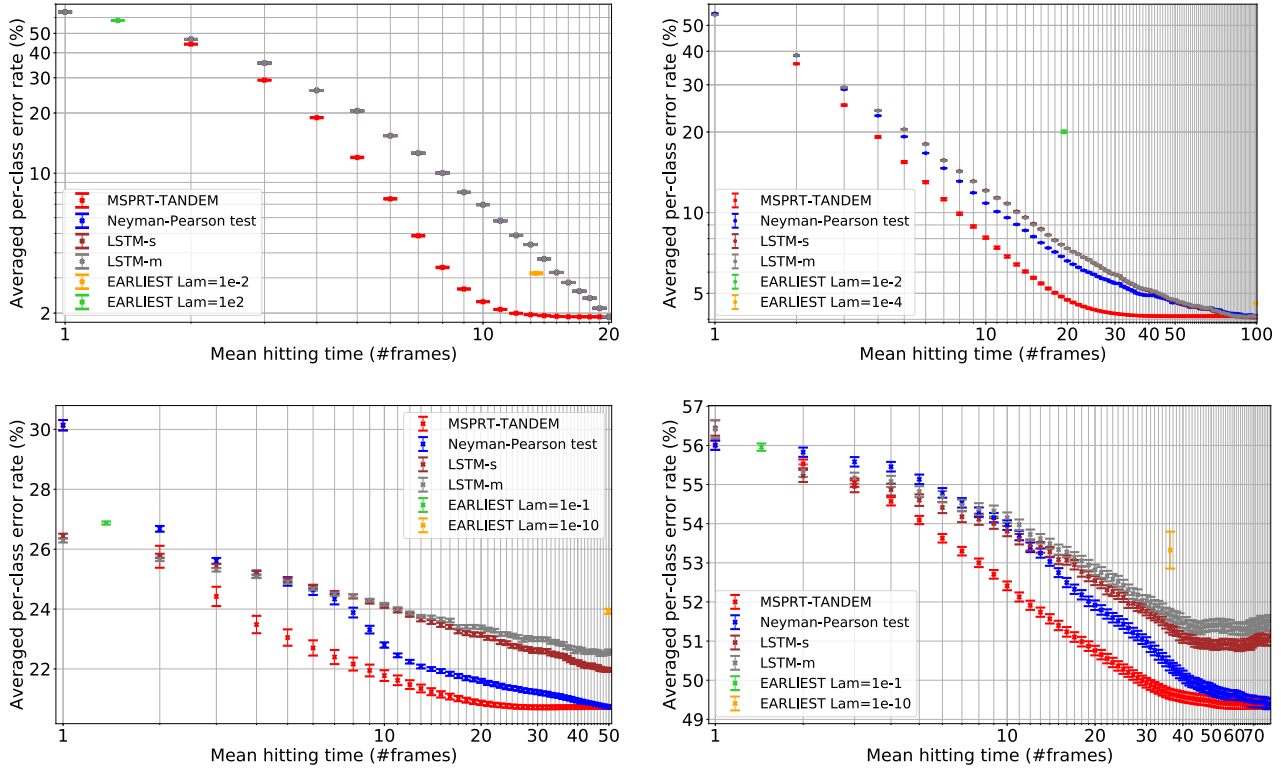 Averaged per-class error rate (%)
50
40
30
20
10
2
MSPRT-TANDEM
Neyman-Pearson test
LSTM-s
LSTM-m
EARLIEST Lam=1e-2
EARLIEST Lam=1e2
1 10 20
Mean hitting time (#frames)
Averaged per-class error rate (%)
50
40
30
20
10
5
MSPRT-TANDEM
Neyman-Pearson test
LSTM-s
LSTM-m
EARLIEST Lam=1e-2
EARLIEST Lam=1e-4
1 10 20 30 40 50 100
Mean hitting time (#frames)
Averaged per-class error rate (%)
30
28
26
24
22
MSPRT-TANDEM
Neyman-Pearson test
LSTM-s
LSTM-m
EARLIEST Lam=1e-1
EARLIEST Lam=1e-10
1 10 20 30 40 50
Mean hitting time (#frames)
Averaged per-class error rate (%)
57
56
55
54
53
52
51
50
49
MSPRT-TANDEM
Neyman-Pearson test
LSTM-s
LSTM-m
EARLIEST Lam=1e-1
EARLIEST Lam=1e-10
1 10 20 30 40 50 60 70
Mean hitting time (#frames)